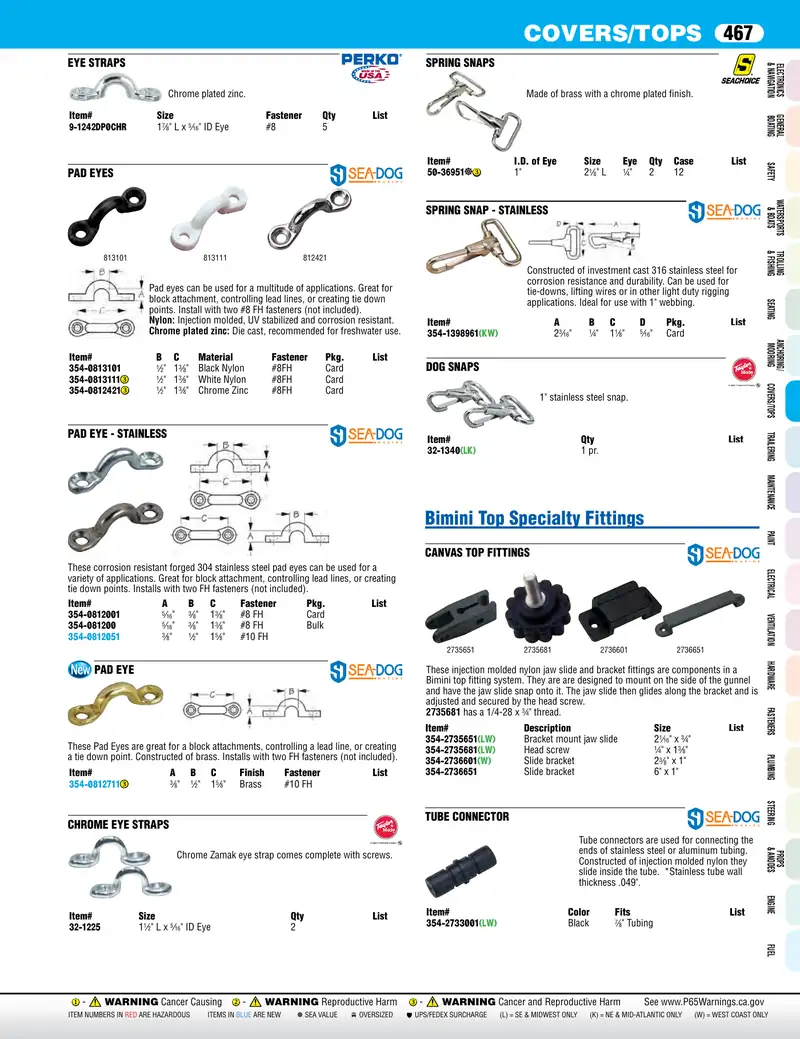 COVERS/TOPS 467
EYE STRAPS
PERKO
MADE IN
USA
Chrome plated zinc.
Item# Size Fastener Qty List
9-1242DP0CHR 1⅞" L x 5⁄16" ID Eye #8 5
PAD EYES
SEA-DOG
813101 813111 812421
B
A
C
Pad eyes can be used for a multitude of applications. Great for
block attachment, controlling lead lines, or creating tie down
points. Install with two #8 FH fasteners (not included).
Nylon: Injection molded, UV stabilized and corrosion resistant.
Chrome plated zinc: Die cast, recommended for freshwater use.
Item# B C Material Fastener Pkg. List
354-0813101 ½" 1⅜" Black Nylon #8FH Card
354-0813111 3 ½" 1⅜" White Nylon #8FH Card
354-0812421 3 ½" 1⅜" Chrome Zinc #8FH Card
PAD EYE - STAINLESS
SEA-DOG
B
A
C
C
B
A
These corrosion resistant forged 304 stainless steel pad eyes can be used for a
variety of applications. Great for block attachment, controlling lead lines, or creating
tie down points. Installs with two FH fasteners (not included).
Item# A B C Fastener Pkg. List
354-0812001 5⁄16" ⅜" 1⅜" #8 FH Card
354-081200 5⁄16" ⅜" 1⅜" #8 FH Bulk
354-0812051 ⅜" ½" 1⅝" #10 FH
New PAD EYE
SEA-DOG
C
B
A
These Pad Eyes are great for a block attachments, controlling a lead line, or creating
a tie down point. Constructed of brass. Installs with two FH fasteners (not included).
Item# A B C Finish Fastener List
354-0812711 3 ⅜" ½" 1⅝" Brass #10 FH
CHROME EYE STRAPS
Taylor
Made
Chrome Zamak eye strap comes complete with screws.
Item# Size Qty List
32-1225 1½" L x 5⁄16" ID Eye 2
SPRING SNAPS
S
SEACHOICE
Made of brass with a chrome plated finish.
Item# I.D. of Eye Size Eye Qty Case List
50-36951 3 1" 2½" L ¼" 2 12
SPRING SNAP - STAINLESS
SEA-DOG
D
A
C
B
Constructed of investment cast 316 stainless steel for
corrosion resistance and durability. Can be used for
tie-downs, lifting wires or in other light duty rigging
applications. Ideal for use with 1" webbing.
Item# A B C D Pkg. List
354-1398961(KW) 2 5⁄16" ¼" 1⅛" 5⁄16" Card
DOG SNAPS
Taylor
Made
1" stainless steel snap.
Item# Qty List
32-1340(LK) 1 pr.
Bimini Top Specialty Fittings
CANVAS TOP FITTINGS
SEA-DOG
2735651 2735681 2736601 2736651
These injection molded nylon jaw slide and bracket fittings are components in a
Bimini top fitting system. They are are designed to mount on the side of the gunnel
and have the jaw slide snap onto it. The jaw slide then glides along the bracket and is
adjusted and secured by the head screw.
2735681 has a 1/4-28 x ¾" thread.
Item# Description Size List
354-2735651(LW) Bracket mount jaw slide 2 1⁄16" x ¾"
354-2735681(LW) Head screw ¼" x 1⅜"
354-2736601(W) Slide bracket 2⅜" x 1"
354-2736651 Slide bracket 6" x 1"
TUBE CONNECTOR
SEA-DOG
Tube connectors are used for connecting the
ends of stainless steel or aluminum tubing.
Constructed of injection molded nylon they
slide inside the tube. *Stainless tube wall
thickness .049".
Item# Color Fits List
354-2733001(LW) Black ⅞" Tubing
ELECTRONICS
& NAVIGATION
GENERAL
BOATING
SAFETY
WATERSPORTS
& BOATS
TROLLING
& FISHING
SEATING
ANCHORING/
MOORING
COVERS/TOPS
TRAILERING
MAINTENANCE
PAINT
ELECTRICAL
VENTILATION
HARDWARE
FASTENERS
PLUMBING
STEERING
PROPS
& ANODES
ENGINE
FUEL
1 - WARNING Cancer Causing 2 - WARNING Reproductive Harm 3 - WARNING Cancer and Reproductive Harm See www.P65Warnings.ca.gov
ITEM NUMBERS IN RED ARE HAZARDOUS ITEMS IN BLUE ARE NEW SEA VALUE OVERSIZED UPS/FEDEX SURCHARGE (L) = SE & MIDWEST ONLY (K) = NE & MID-ATLANTIC ONLY (W) = WEST COAST ONLY